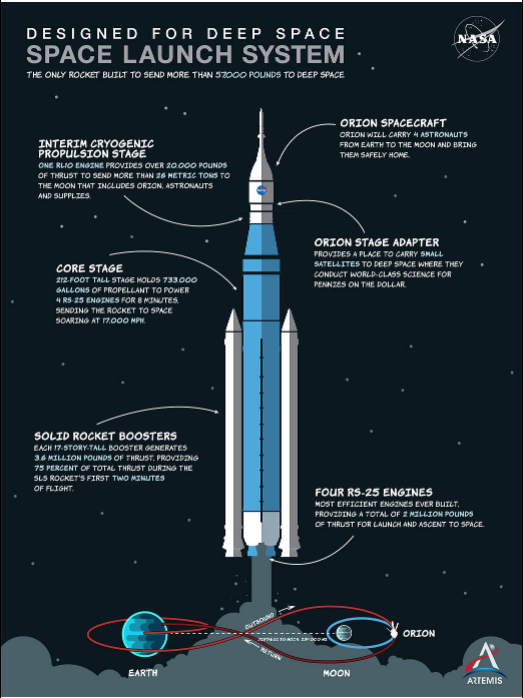 DESIGNED FOR DEEP SPACE
SPACE LAUNCH SYSTEM
THE ONLY ROCKET BUILT TO SEND MORE THAN 57,000 POUNDS TO DEEP SPACE
NASA
ORION SPACECRAFT
ORION WILL CARRY 4 ASTRONAUTS
FROM EARTH TO THE MOON AND BRING
THEM SAFELY HOME.
INTERIM CRYOGENIC
PROPULSION STAGE
ONE RL10 ENGINE PROVIDES OVER 20,000 POUNDS
OF THRUST TO SEND MORE THAN 26 METRIC TONS TO
THE MOON THAT INCLUDES ORION, ASTRONAUTS
AND SUPPLIES.
ORION STAGE ADAPTER
PROVIDES A PLACE TO CARRY SMALL
SATELLITES TO DEEP SPACE WHERE THEY
CONDUCT WORLD-CLASS SCIENCE FOR
PENNIES ON THE DOLLAR.
CORE STAGE
212-FOOT TALL STAGE HOLDS 733,000
GALLONS OF PROPELLANT TO POWER
4 RS-25 ENGINES FOR 8 MINUTES,
SENDING THE ROCKET TO SPACE
SOARING AT 17,000 MPH.
SOLID ROCKET BOOSTERS
EACH 17-STORY-TALL BOOSTER GENERATES
3.6 MILLION POUNDS OF THRUST, PROVIDING
75 PERCENT OF TOTAL THRUST DURING THE
SLS ROCKET'S FIRST TWO MINUTES
OF FLIGHT.
FOUR RS-25 ENGINES
MOST EFFICIENT ENGINES EVER BUILT,
PROVIDING A TOTAL OF 2 MILLION POUNDS
OF THRUST FOR LAUNCH AND ASCENT TO SPACE.
OUTBOUND
RETURN
ORION
EARTH
MOON
ARTEMIS